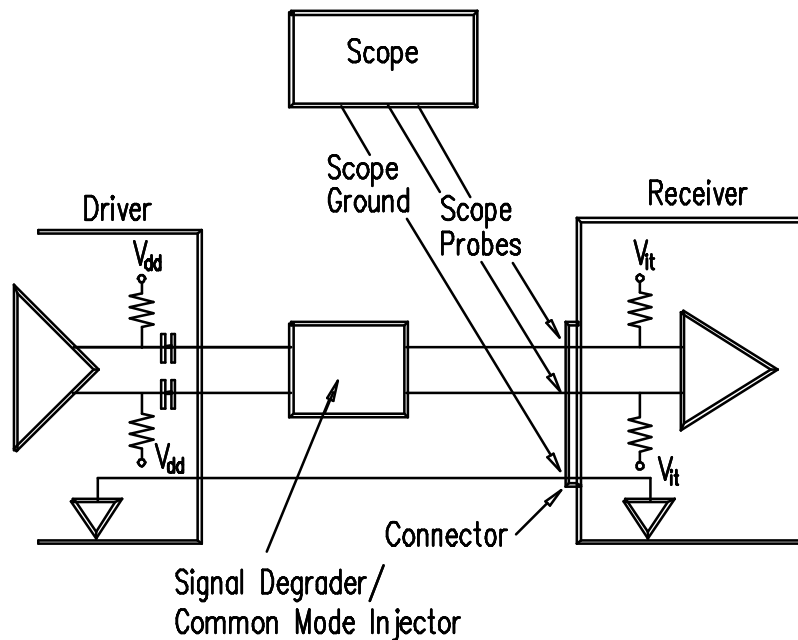 Scope
Scope
Ground
Scope
Probes
Driver
Receiver
Vdd
Vit
Vdd
Vit
Connector
Signal Degrader/
Common Mode Injector